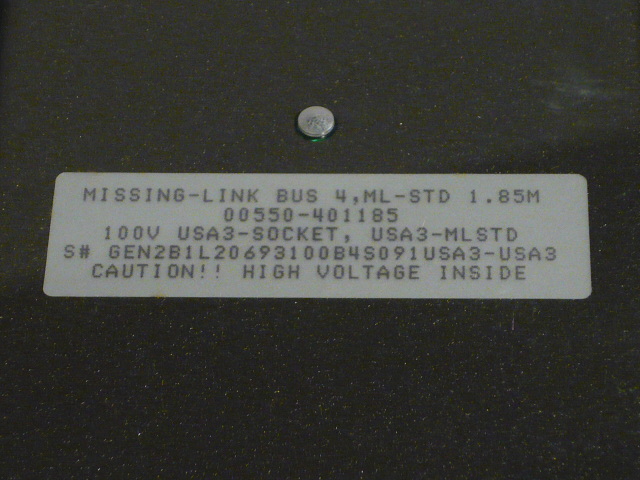 MISSING-LINK BUS 4,ML-STD 1.85M
00550-401185
100V USA3-SOCKET, USA3-MLSTD
S# GEN2B1L20693100B4S091USA3-USA3
CAUTION!! HIGH VOLTAGE INSIDE